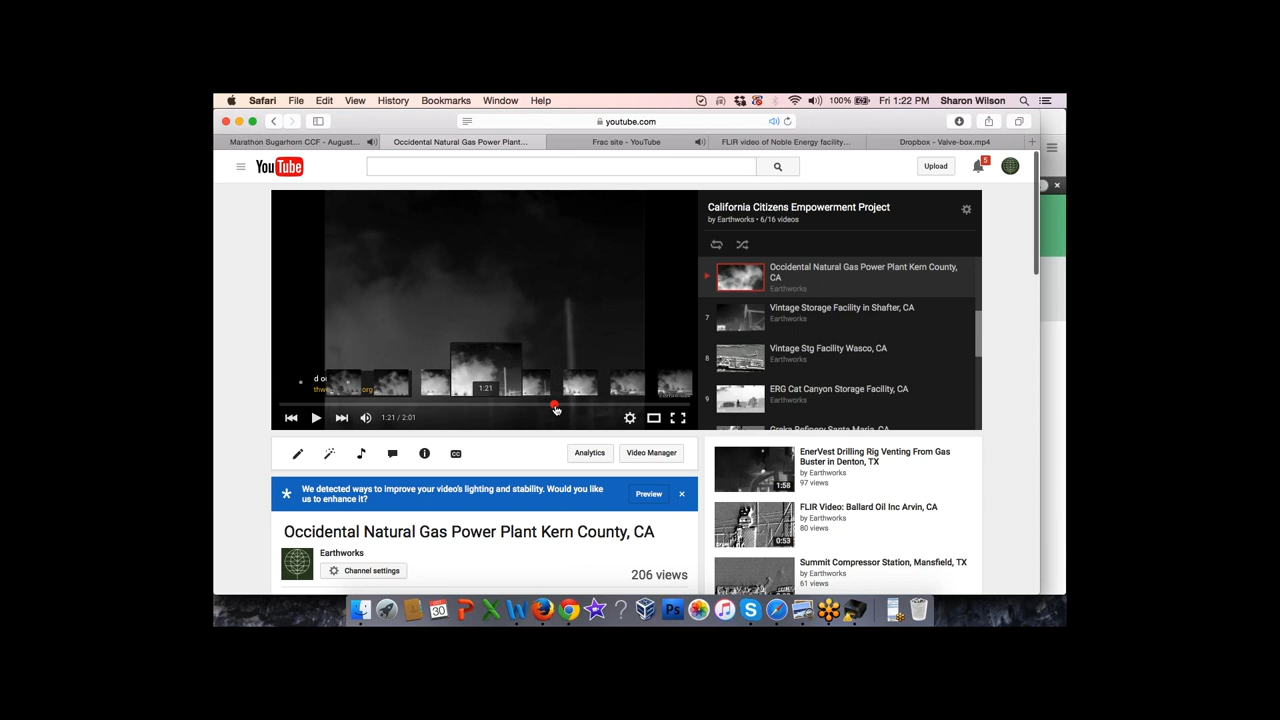 Safari File Edit View History Bookmarks Window Help 100% Fri 1:22 PM Sharon Wilson
youtube.com
Marathon Sugarhorn CCF - August... Occidental Natural Gas Power Plant... Frac site - YouTube FLIR video of Noble Energy facility... Dropbox - Valve-box.mp4
YouTube Upload 5
California Citizens Empowerment Project
by Earthworks • 6/16 videos
Occidental Natural Gas Power Plant Kern County,
CA
Earthworks
7 Vintage Storage Facility in Shafter, CA
Earthworks
8 Vintage Stg Facility Wasco, CA
Earthworks
9 ERG Cat Canyon Storage Facility, CA
Earthworks
Greka Refinery Santa Maria, CA
1:21
1:21 / 2:01
Analytics Video Manager
We detected ways to improve your video's lighting and stability. Would you like
us to enhance it?
Preview
Occidental Natural Gas Power Plant Kern County, CA
Earthworks
Channel settings
206 views
EnerVest Drilling Rig Venting From Gas
Buster in Denton, TX
by Earthworks
97 views
1:58
FLIR Video: Ballard Oil Inc Arvin, CA
by Earthworks
80 views
0:53
Summit Compressor Station, Mansfield, TX
by Earthworks
61 views
30